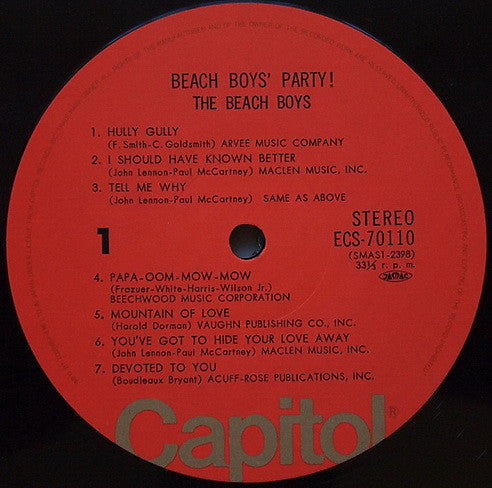 BEACH BOYS' PARTY!
THE BEACH BOYS
1. HULLY GULLY
(F. Smith-C. Goldsmith) ARVEE MUSIC COMPANY
2. I SHOULD HAVE KNOWN BETTER
(John Lennon-Paul McCartney) MACLEN MUSIC, INC.
3. TELL ME WHY
(John Lennon-Paul McCartney) SAME AS ABOVE
1
STEREO
ECS-70110
(SMAS1-2398)
33⅓ r. p. m.
JASRAC
4. PAPA-OOM-MOW-MOW
(Frazuer-White-Harris-Wilson Jr.)
BEECHWOOD MUSIC CORPORATION
5. MOUNTAIN OF LOVE
(Harold Dorman) VAUGHN PUBLISHING CO., INC.
6. YOU'VE GOT TO HIDE YOUR LOVE AWAY
(John Lennon-Paul McCartney) MACLEN MUSIC, INC.
7. DEVOTED TO YOU
(Boudleaux Bryant) ACUFF-ROSE PUBLICATIONS, INC.
Capitol®